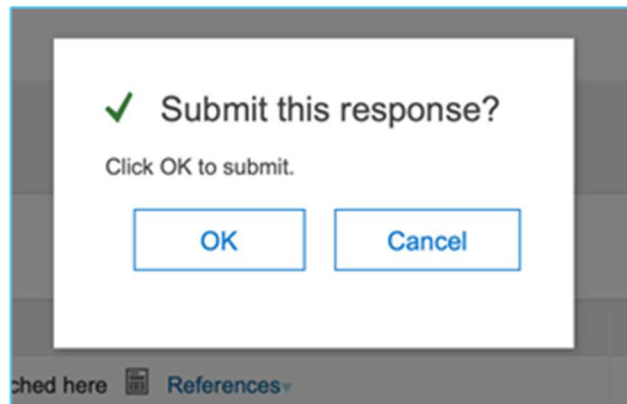 Submit this response?
Click OK to submit.
OK Cancel
ched here References